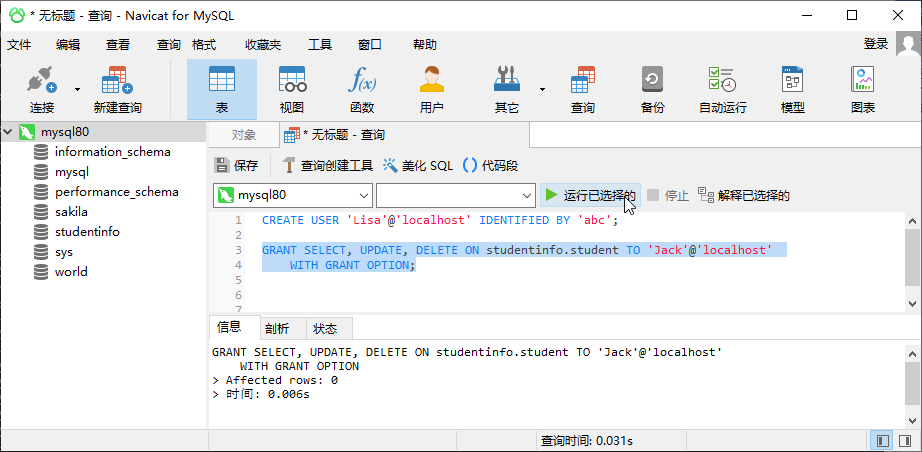 * 无标题 - 查询 - Navicat for MySQL
文件 编辑 查看 查询 格式 收藏夹 工具 窗口 帮助 登录
连接 新建查询 表 视图 函数 用户 其它 查询 备份 自动运行 模型 图表
mysql80
information_schema
mysql
performance_schema
sakila
studentinfo
sys
world
对象 * 无标题 - 查询
保存 查询创建工具 美化 SQL 代码段
mysql80 运行已选择的 停止 解释已选择的
1 CREATE USER 'Lisa'@'localhost' IDENTIFIED BY 'abc';
2
3 GRANT SELECT, UPDATE, DELETE ON studentinfo.student TO 'Jack'@'localhost'
4 WITH GRANT OPTION;
5
6
7
信息 剖析 状态
GRANT SELECT, UPDATE, DELETE ON studentinfo.student TO 'Jack'@'localhost'
WITH GRANT OPTION
> Affected rows: 0
> 时间: 0.006s
查询时间: 0.031s